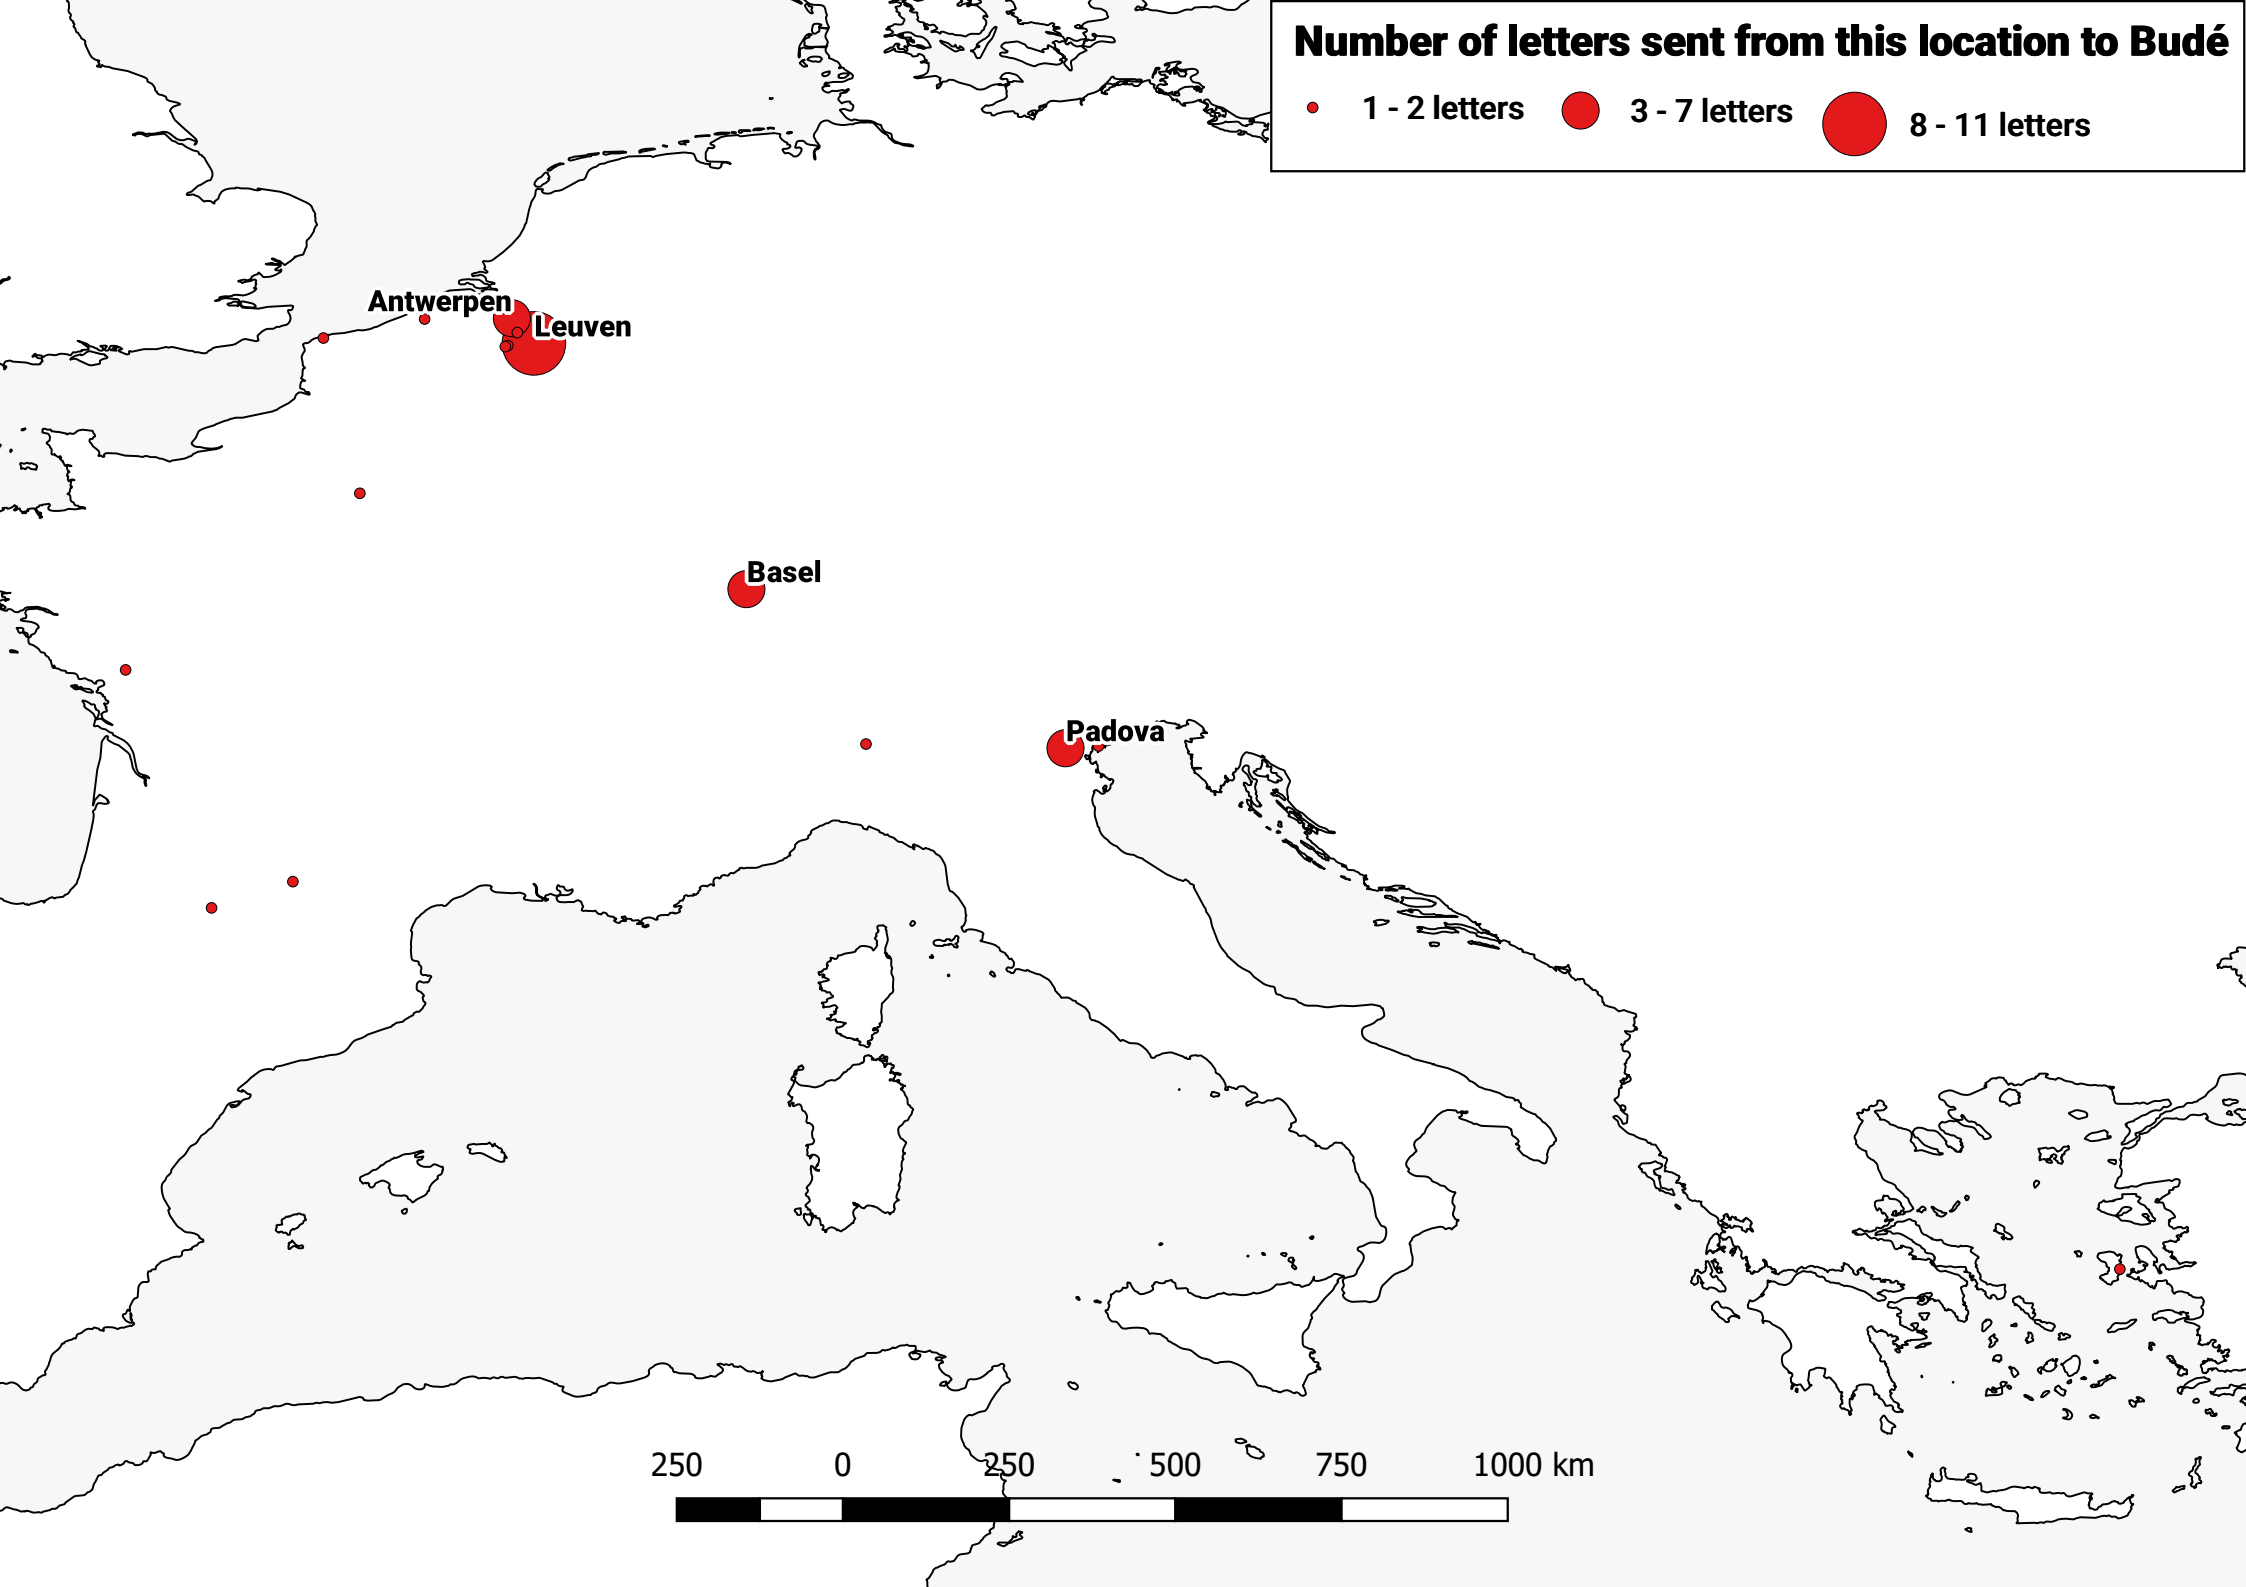 Number of letters sent from this location to Budé
1 - 2 letters 3 - 7 letters 8 - 11 letters
Antwerpen
Leuven
Basel
Padova
250 0 250 500 750 1000 km